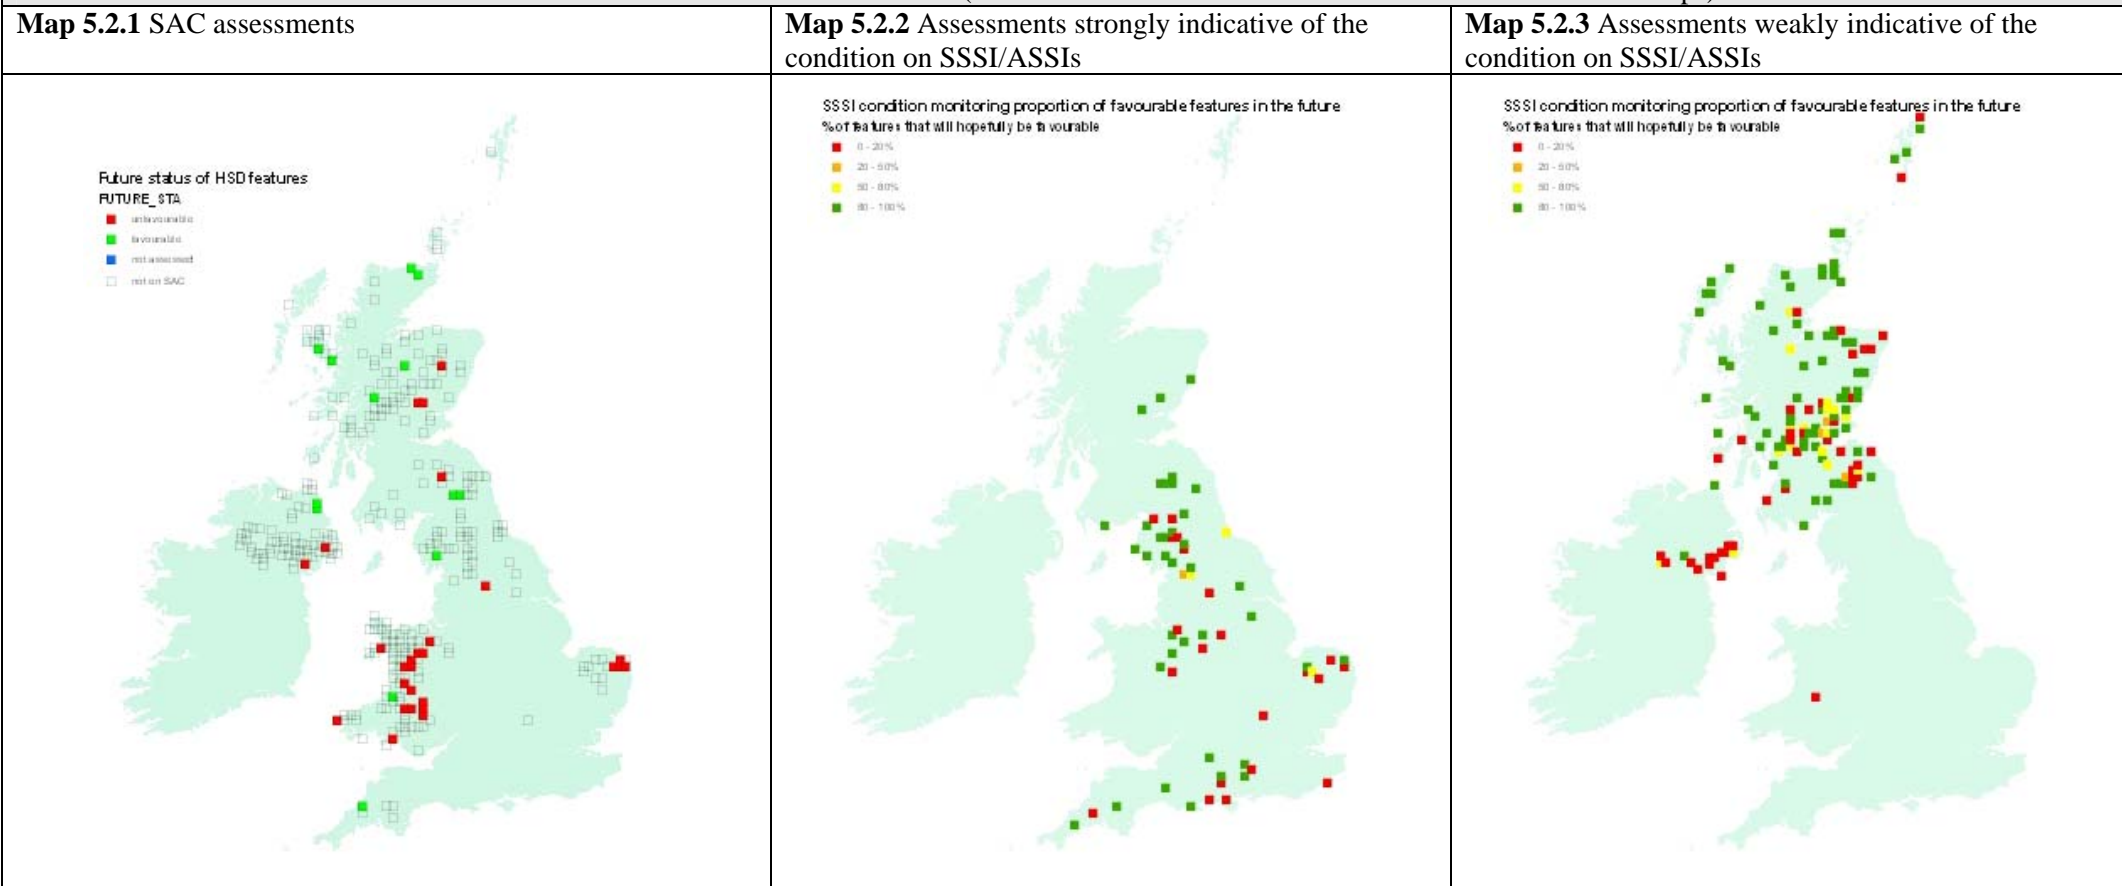 Map 5.2.1 SAC assessments
Map 5.2.2 Assessments strongly indicative of the
condition on SSSI/ASSIs
Map 5.2.3 Assessments weakly indicative of the
condition on SSSI/ASSIs
Future status of HSD features
FUTURE_STA
unfavourable
favourable
not assessed
not on SAC
SSSI condition monitoring proportion of favourable features in the future
% of features that will hopefully be favourable
0 - 20%
20 - 50%
50 - 80%
80 - 100%
SSSI condition monitoring proportion of favourable features in the future
% of features that will hopefully be favourable
0 - 20%
20 - 50%
50 - 80%
80 - 100%